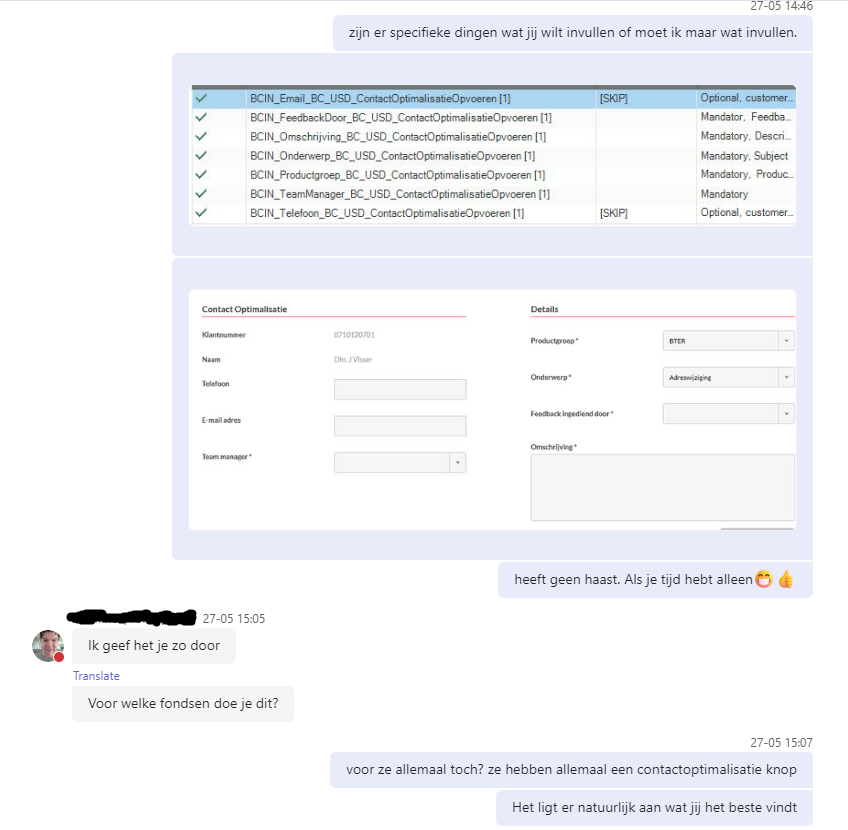 27-05 14:46
zijn er specifieke dingen wat jij wilt invullen of moet ik maar wat invullen.
BCIN_Email_BC_USD_ContactOptimalisatieOpvoeren [1] [SKIP] Optional, customer...
BCIN_FeedbackDoor_BC_USD_ContactOptimalisatieOpvoeren [1] Mandator, Feedba...
BCIN_Omschrijving_BC_USD_ContactOptimalisatieOpvoeren [1] Mandatory, Descri...
BCIN_Onderwerp_BC_USD_ContactOptimalisatieOpvoeren [1] Mandatory, Subject
BCIN_Productgroep_BC_USD_ContactOptimalisatieOpvoeren [1] Mandatory, Produc...
BCIN_TeamManager_BC_USD_ContactOptimalisatieOpvoeren [1] Mandatory
BCIN_Telefoon_BC_USD_ContactOptimalisatieOpvoeren [1] [SKIP] Optional, customer...
Contact Optimalisatie
Klantnummer 8710120761
Naam Dhr. J Visser
Telefoon
E-mail adres
Team manager *
Details
Productgroep * BTER
Onderwerp * Adreswijziging
Feedback ingediend door *
Omschrijving *
heeft geen haast. Als je tijd hebt alleen😁👍
27-05 15:05
Ik geef het je zo door
Translate
Voor welke fondsen doe je dit?
27-05 15:07
voor ze allemaal toch? ze hebben allemaal een contactoptimalisatie knop
Het ligt er natuurlijk aan wat jij het beste vindt